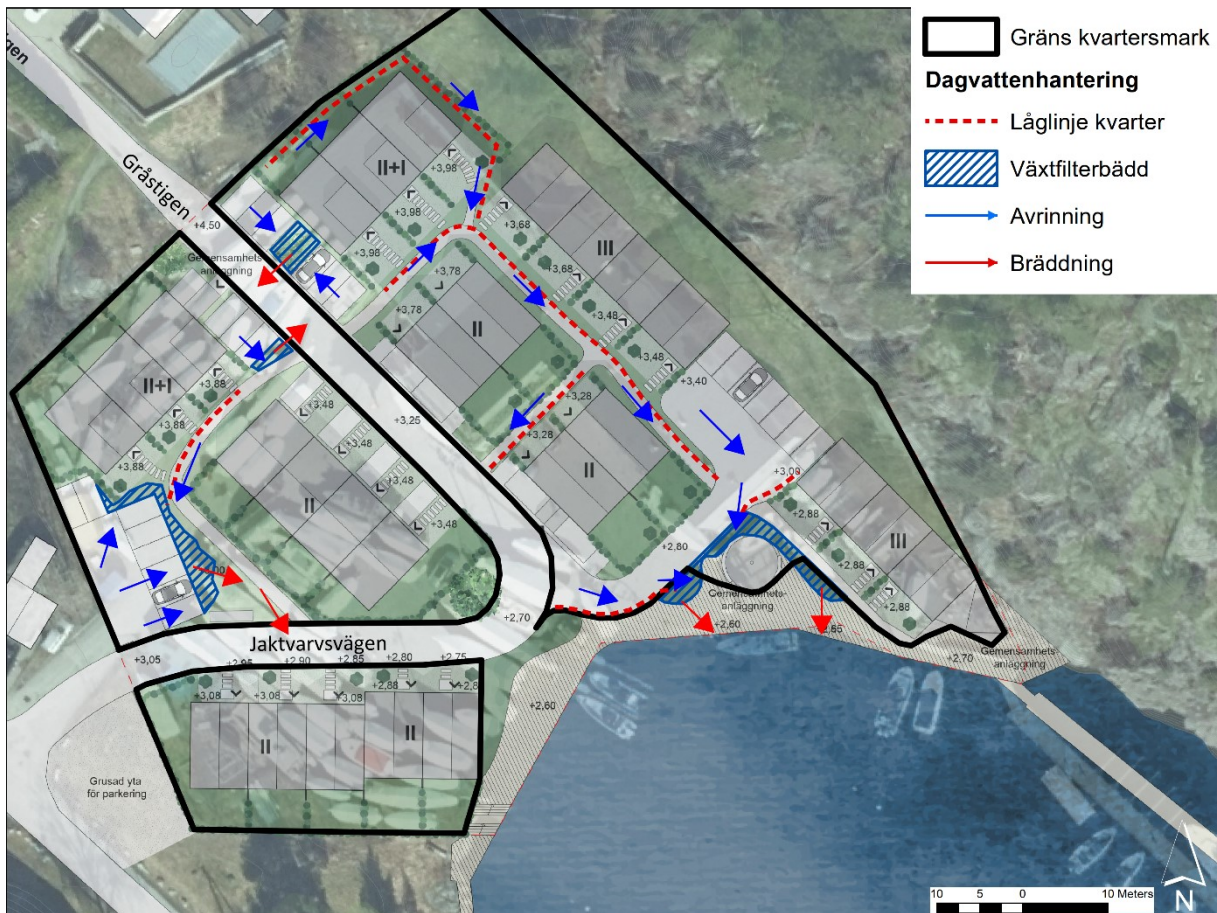 Gräns kvartersmark
Dagvattenhantering
Låglinje kvarter
Växtfilterbädd
Avrinning
Bräddning
Gråstigen
+4,50
Gemensamhets-
anläggning
II+I
+3,98
+3,98
+3,98
+3,68
+3,68
+3,48
+3,48
+3,40
III
+3,78
+3,78
II
+3,28
+3,28
II
+3,25
II+I
+3,88
+3,88
+3,88
+3,48
+3,48
+3,48
+3,48
II
+3,00
+2,88
+2,88
+2,88
III
+2,80
Gemensamhets-
anläggning
+2,60
+2,70
Gemensamhets
anläggning
+2,70
Jaktvarvsvägen
+3,05
+2,95
+2,90
+2,85
+2,80
+2,75
+3,08
+3,08
+3,08
+2,88
II
II
+2,60
Grusad yta
för parkering
10 5 0 10 Meters
N